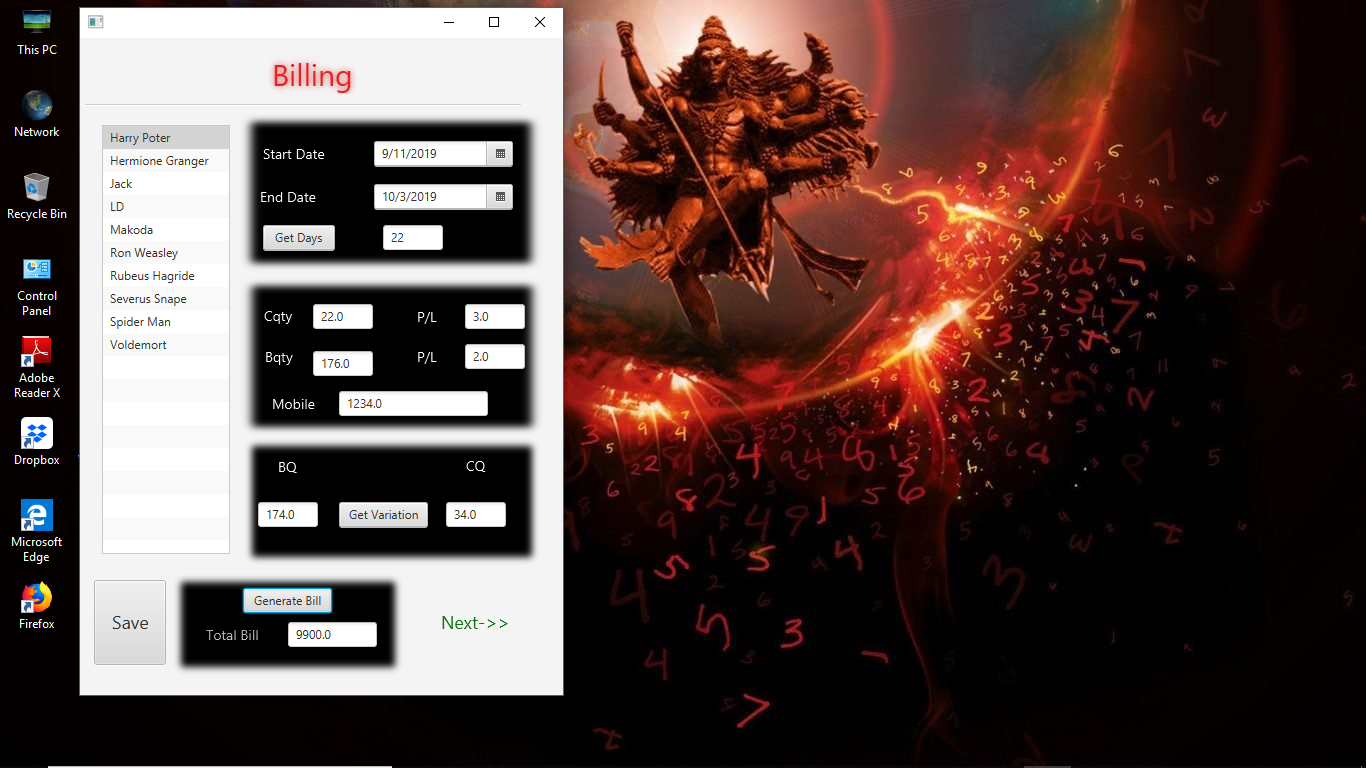 This PC
Network
Recycle Bin
Control
Panel
Adobe
Reader X
Dropbox
Microsoft
Edge
Firefox
Billing
Harry Poter
Hermione Granger
Jack
LD
Makoda
Ron Weasley
Rubeus Hagride
Severus Snape
Spider Man
Voldemort
Start Date 9/11/2019
End Date 10/3/2019
Get Days 22
Cqty 22.0 P/L 3.0
Bqty 176.0 P/L 2.0
Mobile 1234.0
BQ CQ
174.0 Get Variation 34.0
Save
Generate Bill
Total Bill 9900.0
Next->>